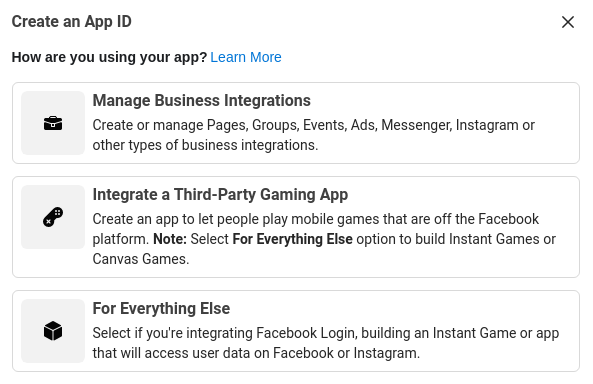 Create an App ID
How are you using your app? Learn More
Manage Business Integrations
Create or manage Pages, Groups, Events, Ads, Messenger, Instagram or
other types of business integrations.
Integrate a Third-Party Gaming App
Create an app to let people play mobile games that are off the Facebook
platform. Note: Select For Everything Else option to build Instant Games or
Canvas Games.
For Everything Else
Select if you're integrating Facebook Login, building an Instant Game or app
that will access user data on Facebook or Instagram.